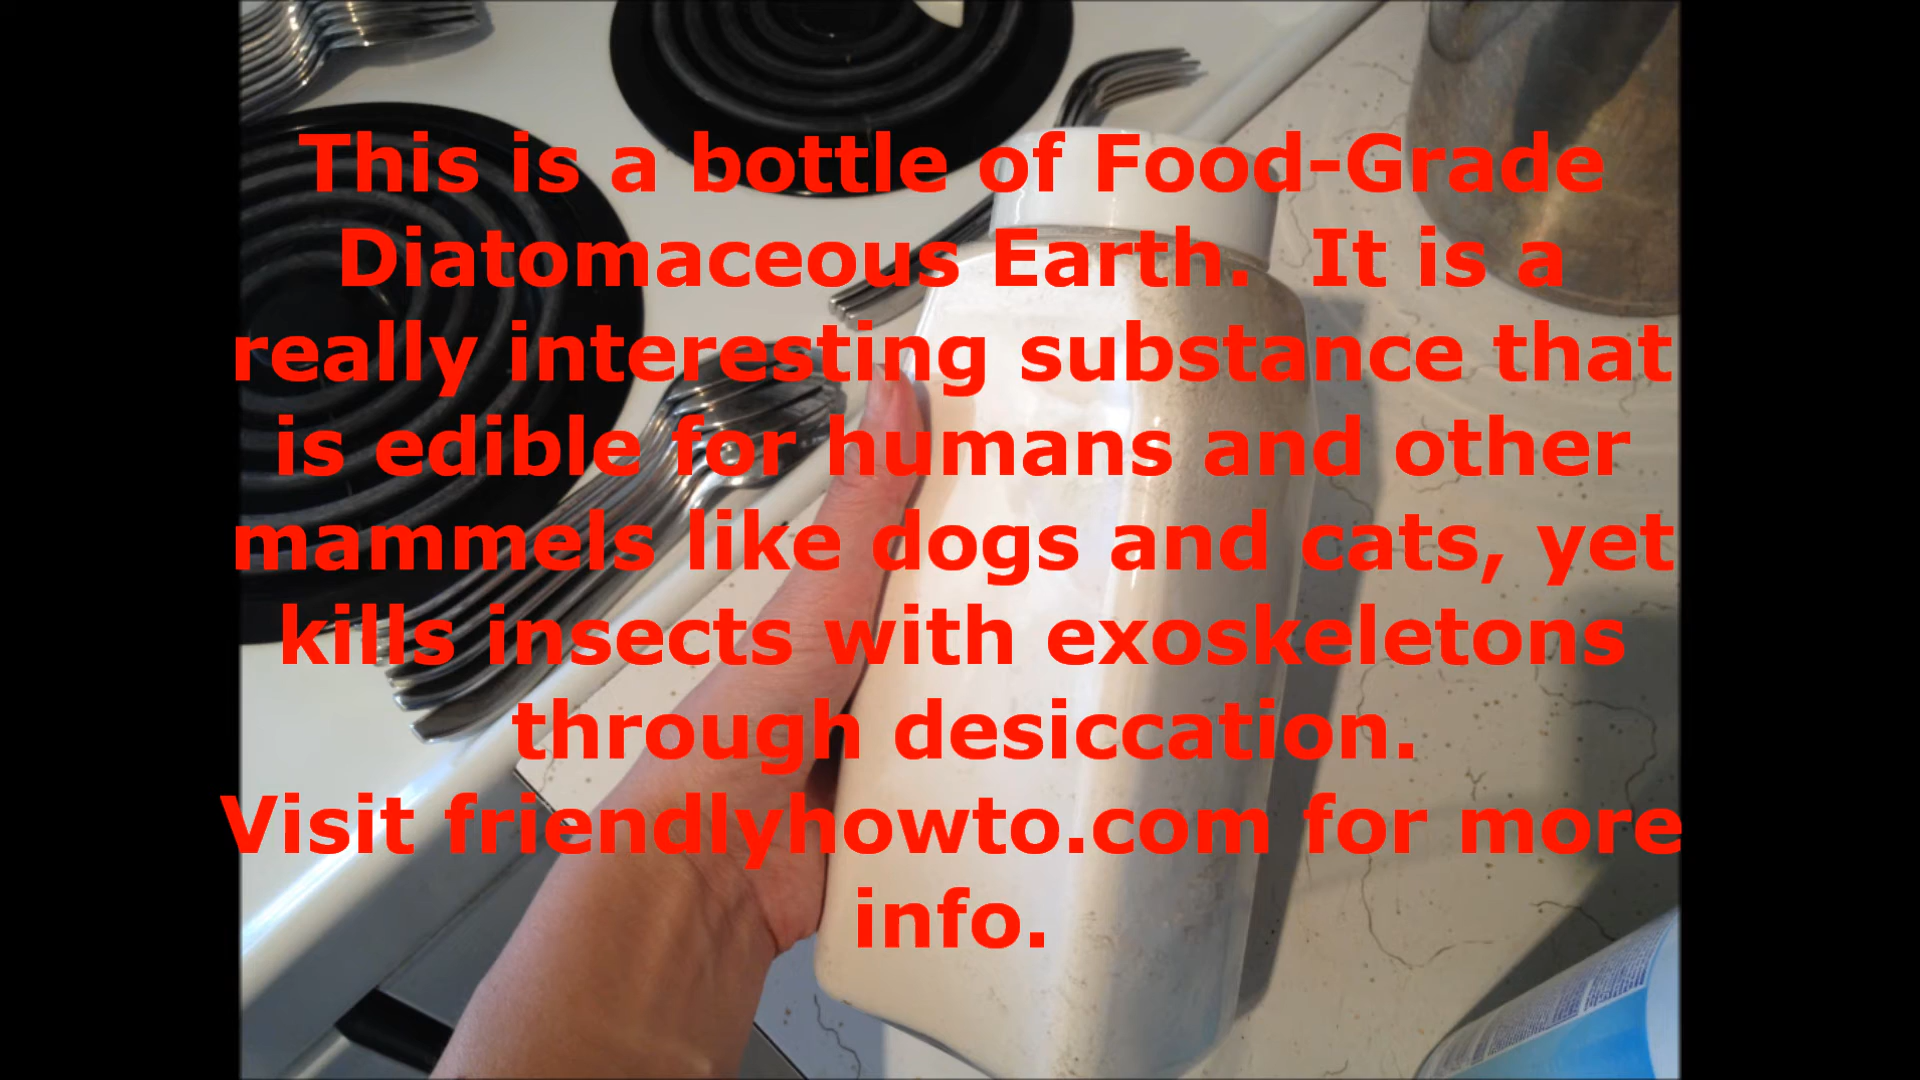 This is a bottle of Food-Grade
Diatomaceous Earth.  It is a
really interesting substance that
is edible for humans and other
mammels like dogs and cats, yet
kills insects with exoskeletons
through desiccation.
Visit friendlyhowto.com for more
info.